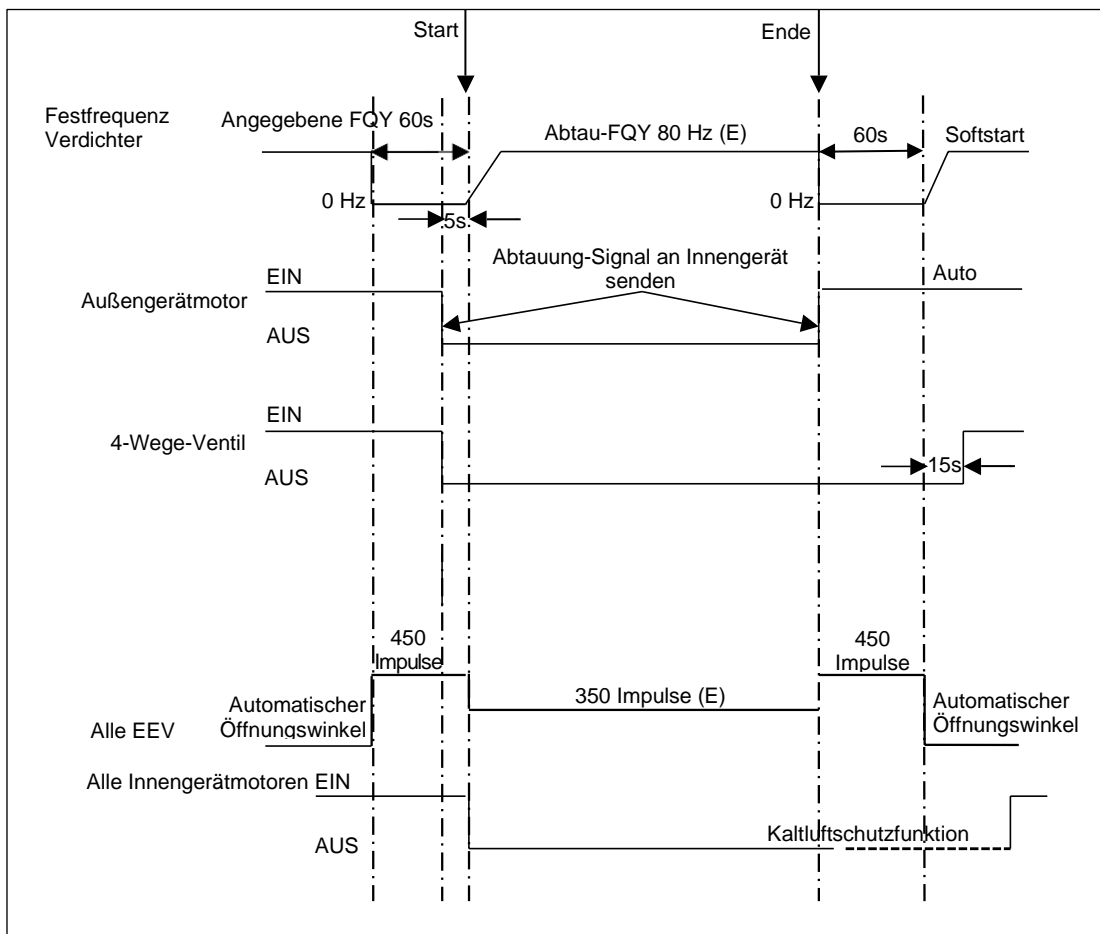 Start
Ende
Festfrequenz
Verdichter
Angegebene FQY 60s
Abtau-FQY 80 Hz (E)
60s
Softstart
0 Hz
5s
0 Hz
Abtauung-Signal an Innengerät
senden
EIN
Auto
Außengerätmotor
AUS
EIN
4-Wege-Ventil
AUS
15s
450
Impulse
450
Impulse
350 Impulse (E)
Automatischer
Öffnungswinkel
Automatischer
Öffnungswinkel
Alle EEV
Alle Innengerätmotoren EIN
Kaltluftschutzfunktion
AUS